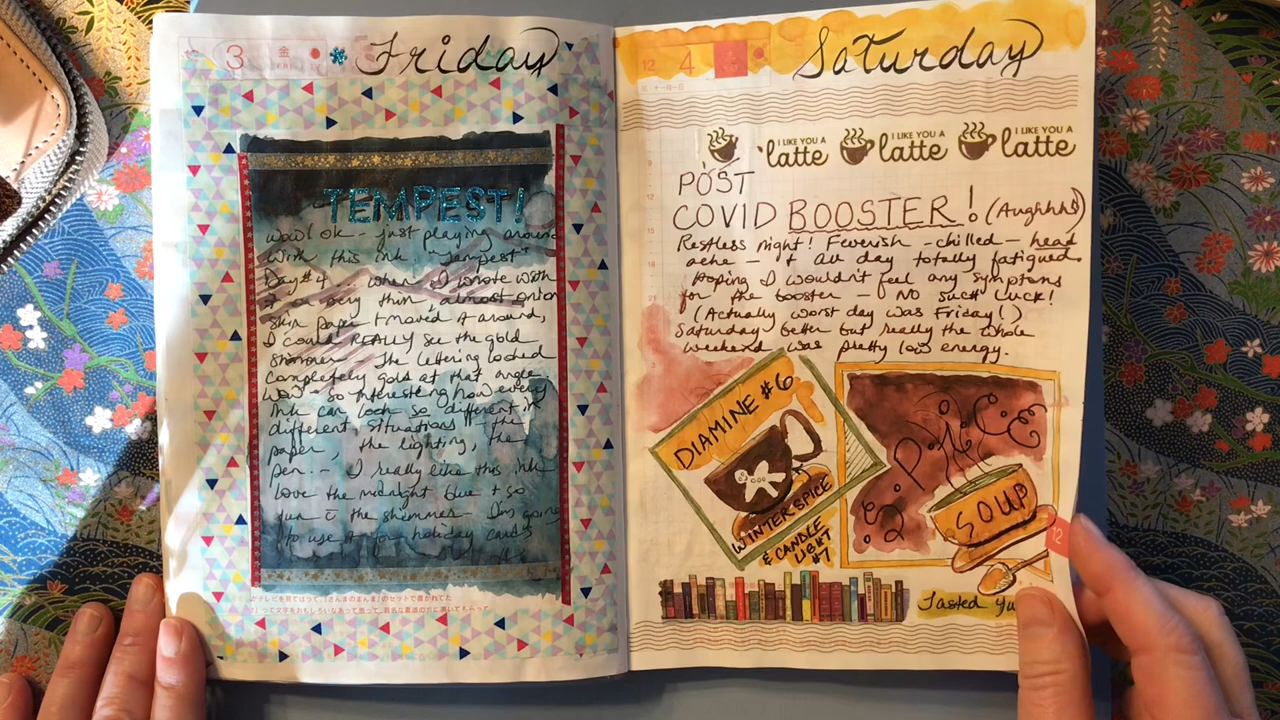 3 金 Friday
TEMPEST!
wow! ok - just playing around
with this ink. "Tempest"
Day #4 ... when I wrote with
it on very thin, almost onion
skin paper + moved it around,
I could REALLY see the gold
shimmer - The lettering looked
completely gold at that angle
wow - so interesting how every
ink can look so different in
different situations - the
paper, the lighting, the
pen. - I really like this ink
love the midnight blue + so
fun c̄ the shimmer - I'm going
to use it for holiday cards
12 4 Saturday
I LIKE YOU A latte I LIKE YOU A latte I LIKE YOU A latte
POST
COVID BOOSTER! (Aughhh!)
Restless night! Feverish - chilled - head
ache - + all day totally fatigued.
Hoping I wouldn't feel any symptoms
for the booster - NO such LUCK!
(Actually worst day was Friday!)
Saturday better but really the whole
weekend was pretty low energy.
DIAMINE #6
WINTER SPICE
& CANDLE
LIGHT
#7
SPICE
SOUP
12
Tasted